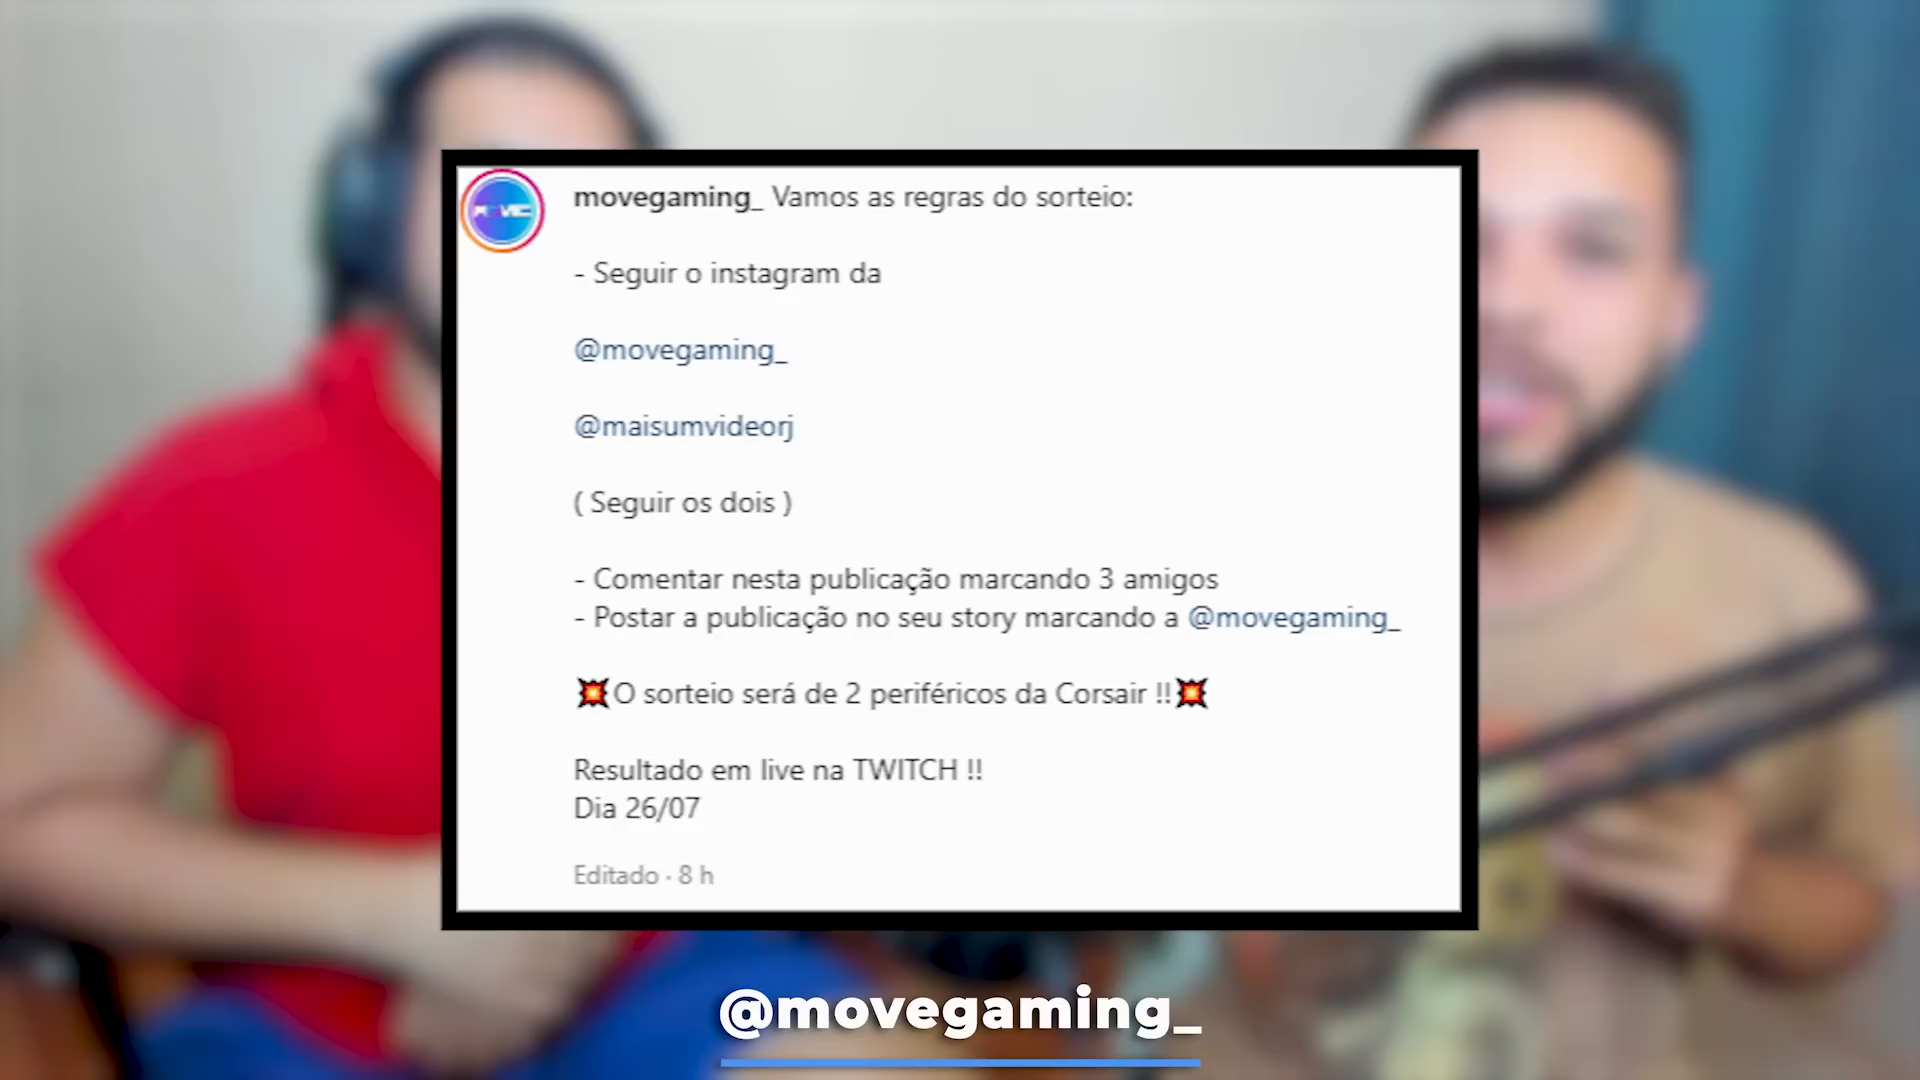 movegaming_ Vamos as regras do sorteio:
- Seguir o instagram da
@movegaming_
@maisumvideorj
( Seguir os dois )
- Comentar nesta publicação marcando 3 amigos
- Postar a publicação no seu story marcando a @movegaming_
💥O sorteio será de 2 periféricos da Corsair !!💥
Resultado em live na TWITCH !!
Dia 26/07
Editado · 8 h
@movegaming_